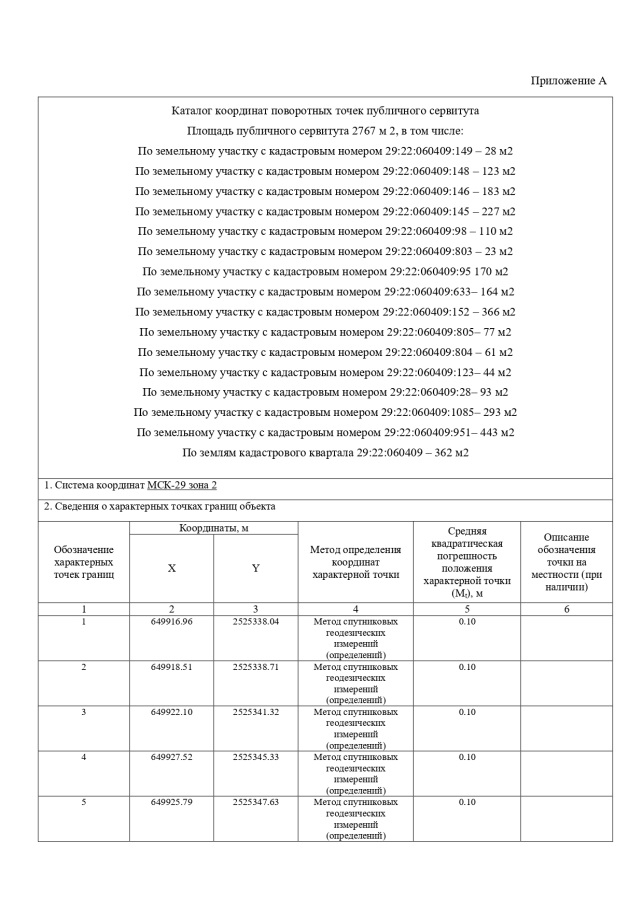 Приложение А
Каталог координат поворотных точек публичного сервитута
Площадь публичного сервитута 2767 м 2, в том числе:
По земельному участку с кадастровым номером 29:22:060409:149 – 28 м2
По земельному участку с кадастровым номером 29:22:060409:148 – 123 м2
По земельному участку с кадастровым номером 29:22:060409:146 – 183 м2
По земельному участку с кадастровым номером 29:22:060409:145 – 227 м2
По земельному участку с кадастровым номером 29:22:060409:98 – 110 м2
По земельному участку с кадастровым номером 29:22:060409:803 – 23 м2
По земельному участку с кадастровым номером 29:22:060409:95 170 м2
По земельному участку с кадастровым номером 29:22:060409:633– 164 м2
По земельному участку с кадастровым номером 29:22:060409:152 – 366 м2
По земельному участку с кадастровым номером 29:22:060409:805– 77 м2
По земельному участку с кадастровым номером 29:22:060409:804 – 61 м2
По земельному участку с кадастровым номером 29:22:060409:123– 44 м2
По земельному участку с кадастровым номером 29:22:060409:28– 93 м2
По земельному участку с кадастровым номером 29:22:060409:1085– 293 м2
По земельному участку с кадастровым номером 29:22:060409:951– 443 м2
По землям кадастрового квартала 29:22:060409 – 362 м2
1. Система координат МСК-29 зона 2
2. Сведения о характерных точках границ объекта
Обозначение
характерных
точек границ
Координаты, м
X
Y
Метод определения
координат
характерной точки
Средняя
квадратическая
погрешность
положения
характерной точки
(Mt), м
Описание
обозначения
точки на
местности (при
наличии)
1 2 3 4 5 6
1 649916.96 2525338.04 Метод спутниковых 0.10
геодезических
измерений
(определений)
2 649918.51 2525338.71 Метод спутниковых 0.10
геодезических
измерений
(определений)
3 649922.10 2525341.32 Метод спутниковых 0.10
геодезических
измерений
(определений)
4 649927.52 2525345.33 Метод спутниковых 0.10
геодезических
измерений
(определений)
5 649925.79 2525347.63 Метод спутниковых 0.10
геодезических
измерений
(определений)